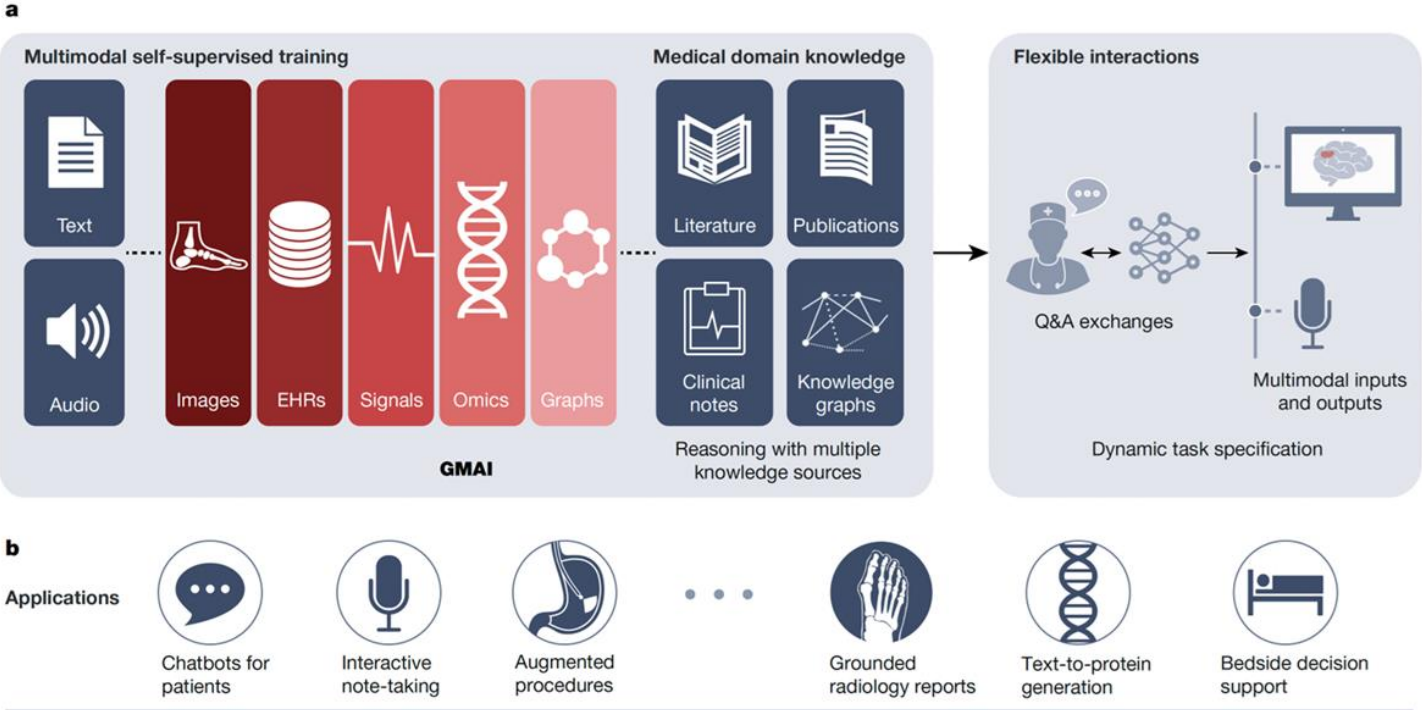 a
Multimodal self-supervised training
Medical domain knowledge
Flexible interactions
Text
Audio
Images
EHRs
Signals
Omics
Graphs
Literature
Publications
Clinical
notes
Knowledge
graphs
GMAI
Reasoning with multiple
knowledge sources
Q&A exchanges
Multimodal inputs
and outputs
Dynamic task specification
b
Applications
Chatbots for
patients
Interactive
note-taking
Augmented
procedures
Grounded
radiology reports
Text-to-protein
generation
Bedside decision
support